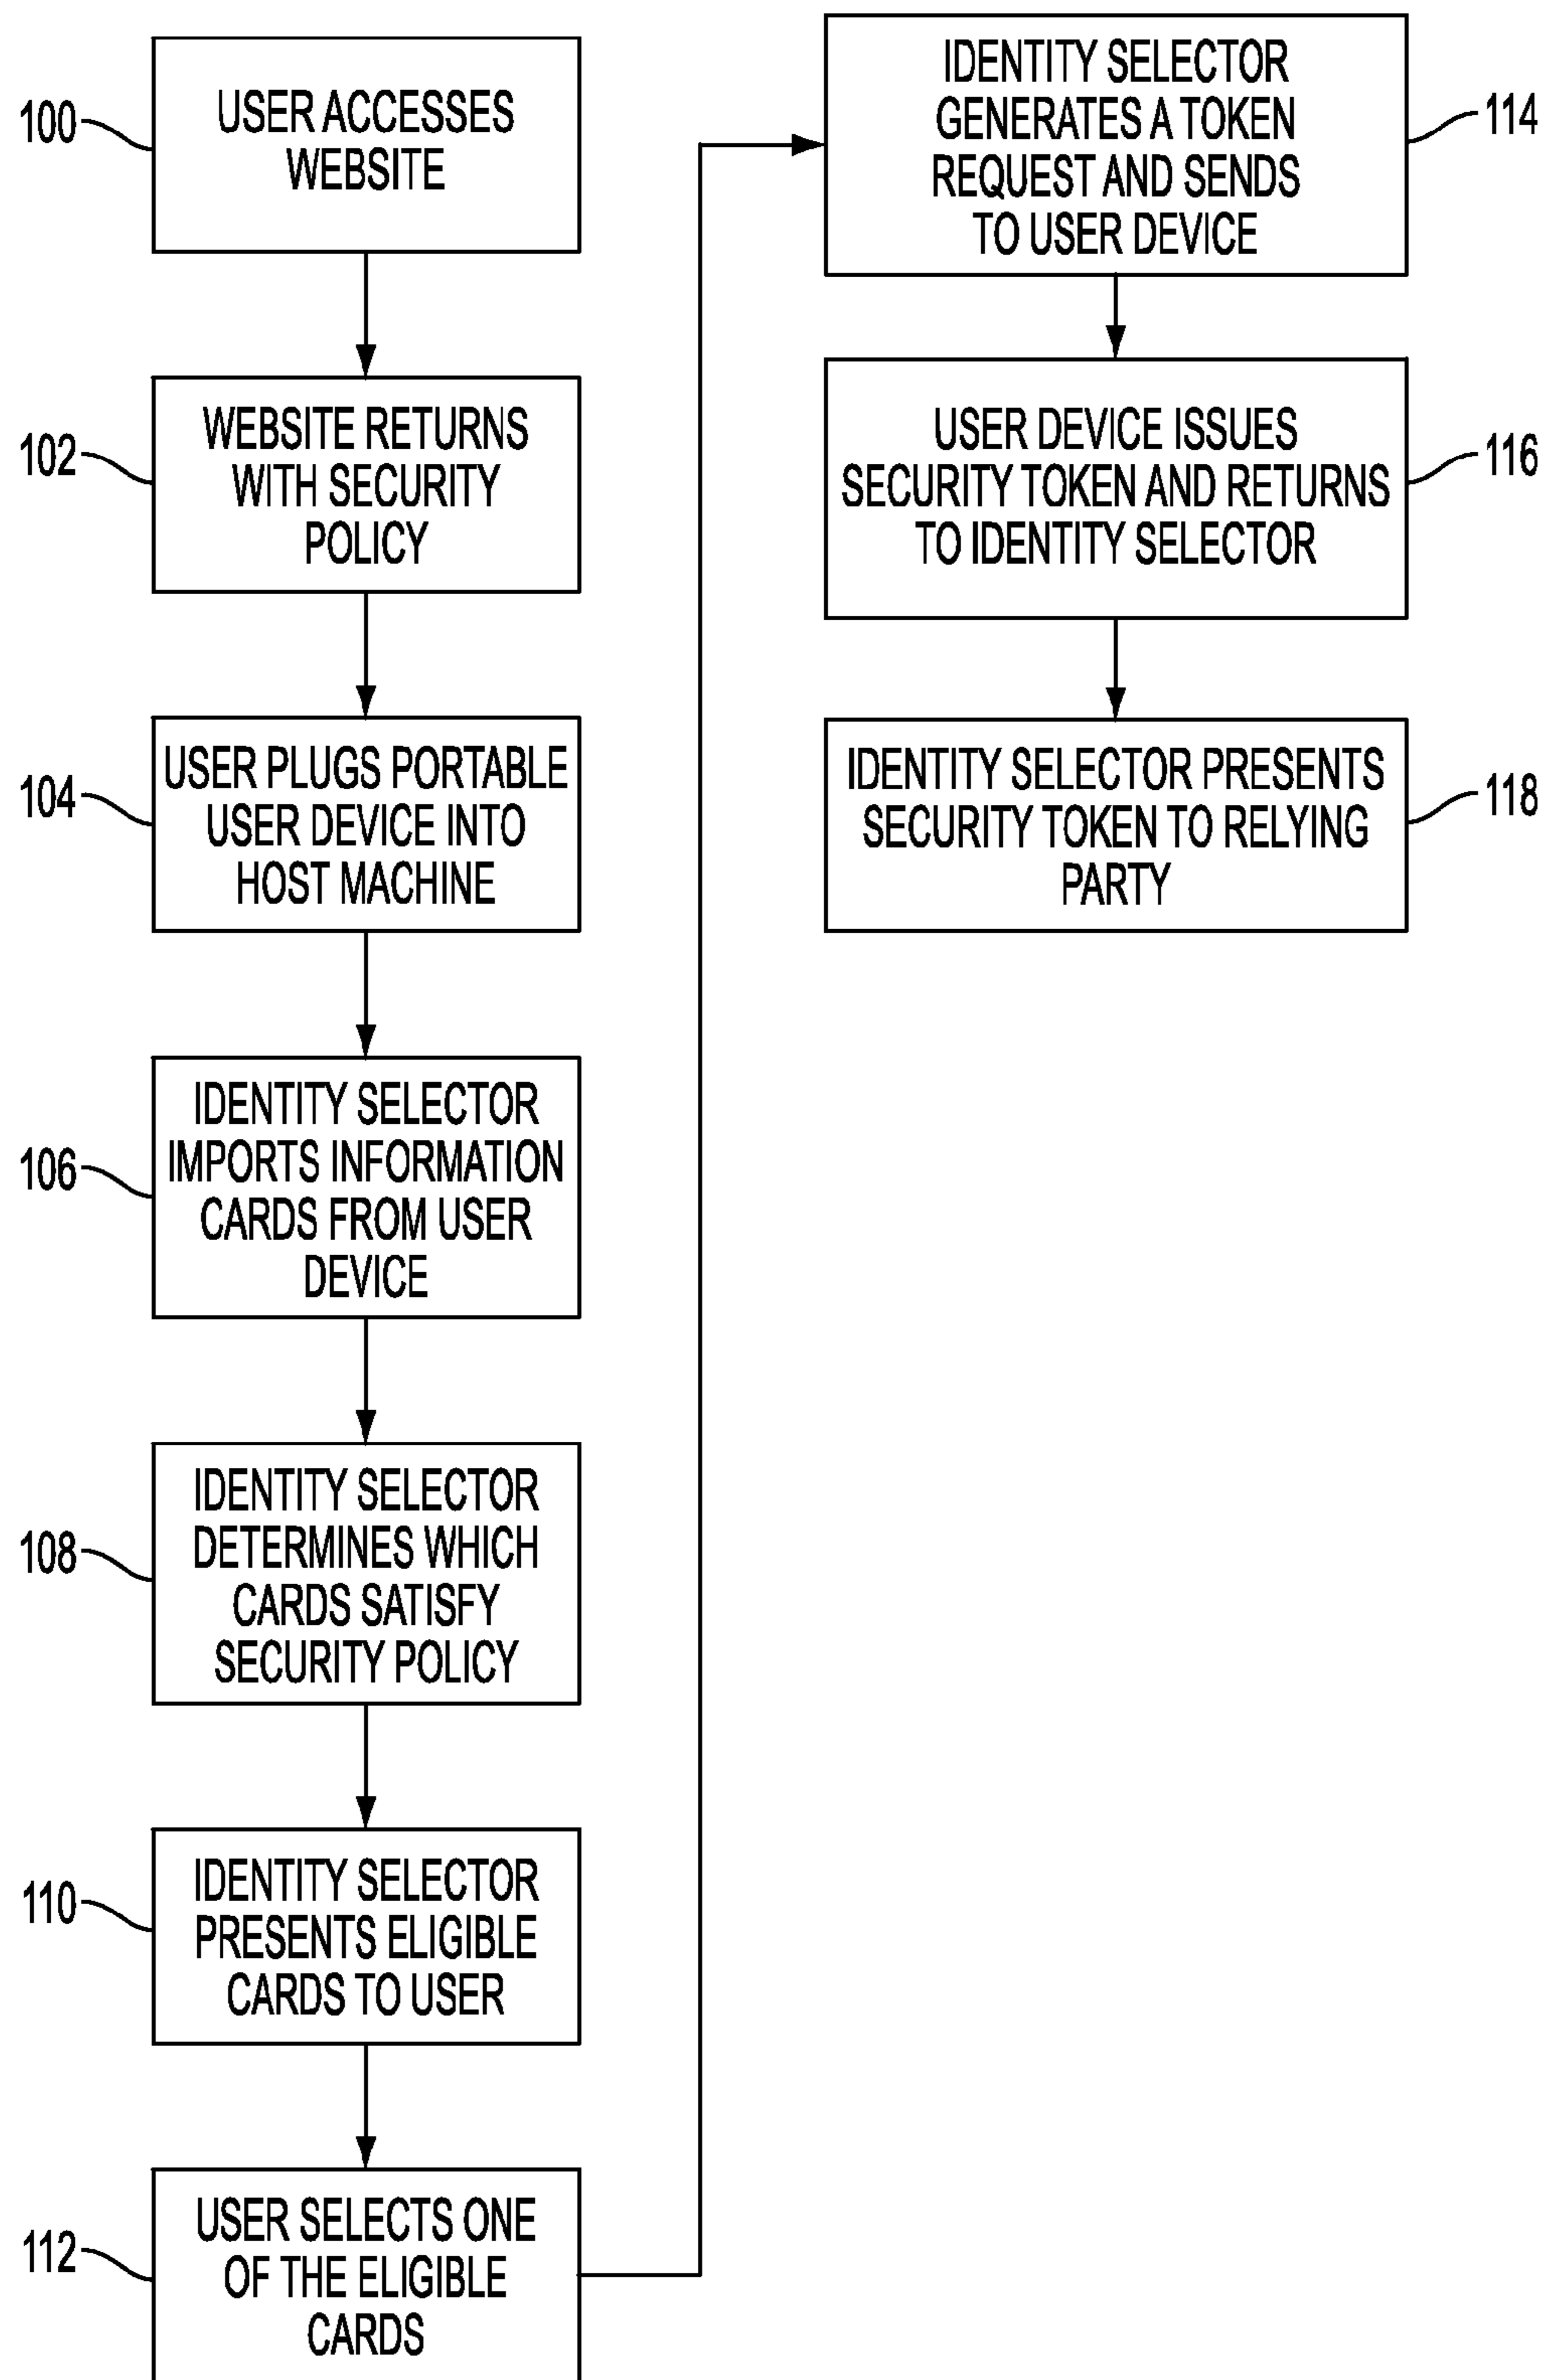 100
USER ACCESSES
WEBSITE
102
WEBSITE RETURNS
WITH SECURITY
POLICY
104
USER PLUGS PORTABLE
USER DEVICE INTO
HOST MACHINE
106
IDENTITY SELECTOR
IMPORTS INFORMATION
CARDS FROM USER
DEVICE
108
IDENTITY SELECTOR
DETERMINES WHICH
CARDS SATISFY
SECURITY POLICY
110
IDENTITY SELECTOR
PRESENTS ELIGIBLE
CARDS TO USER
112
USER SELECTS ONE
OF THE ELIGIBLE
CARDS
IDENTITY SELECTOR
GENERATES A TOKEN
REQUEST AND SENDS
TO USER DEVICE
114
USER DEVICE ISSUES
SECURITY TOKEN AND RETURNS
TO IDENTITY SELECTOR
116
IDENTITY SELECTOR PRESENTS
SECURITY TOKEN TO RELYING
PARTY
118